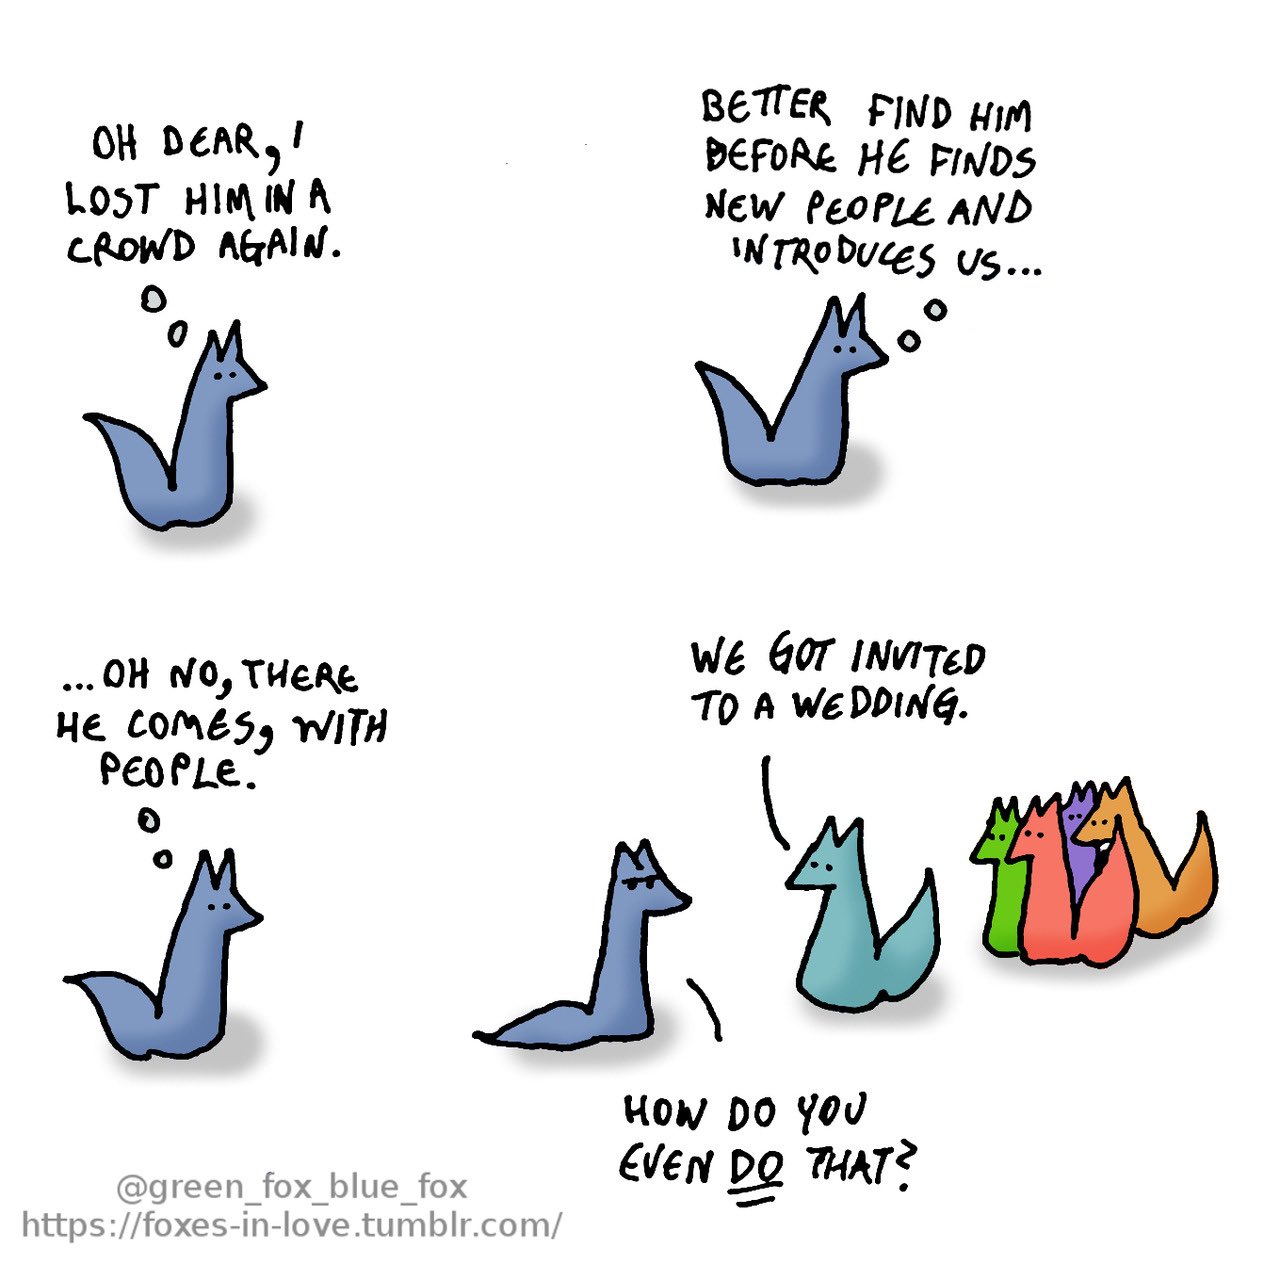 OH DEAR, I
LOST HIM IN A
CROWD AGAIN.
BETTER FIND HIM
BEFORE HE FINDS
NEW PEOPLE AND
INTRODUCES US...
...OH NO, THERE
HE COMES, WITH
PEOPLE.
WE GOT INVITED
TO A WEDDING.
HOW DO YOU
EVEN DO THAT?
@green_fox_blue_fox
https://foxes-in-love.tumblr.com/